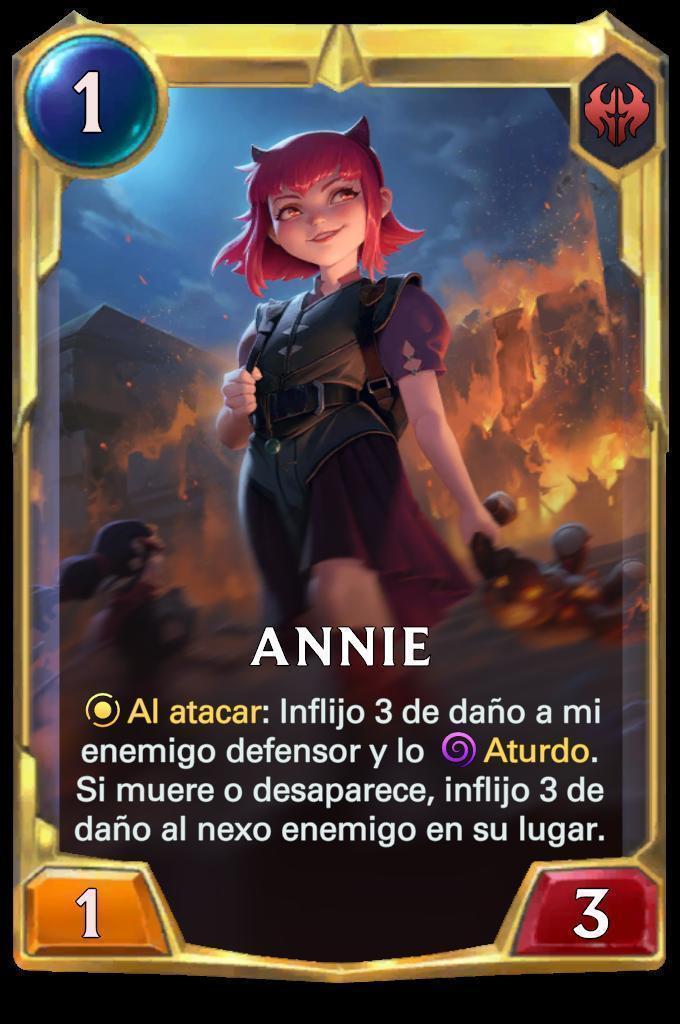 1
ANNIE
Al atacar: Inflijo 3 de daño a mi
enemigo defensor y lo Aturdo.
Si muere o desaparece, inflijo 3 de
daño al nexo enemigo en su lugar.
1
3